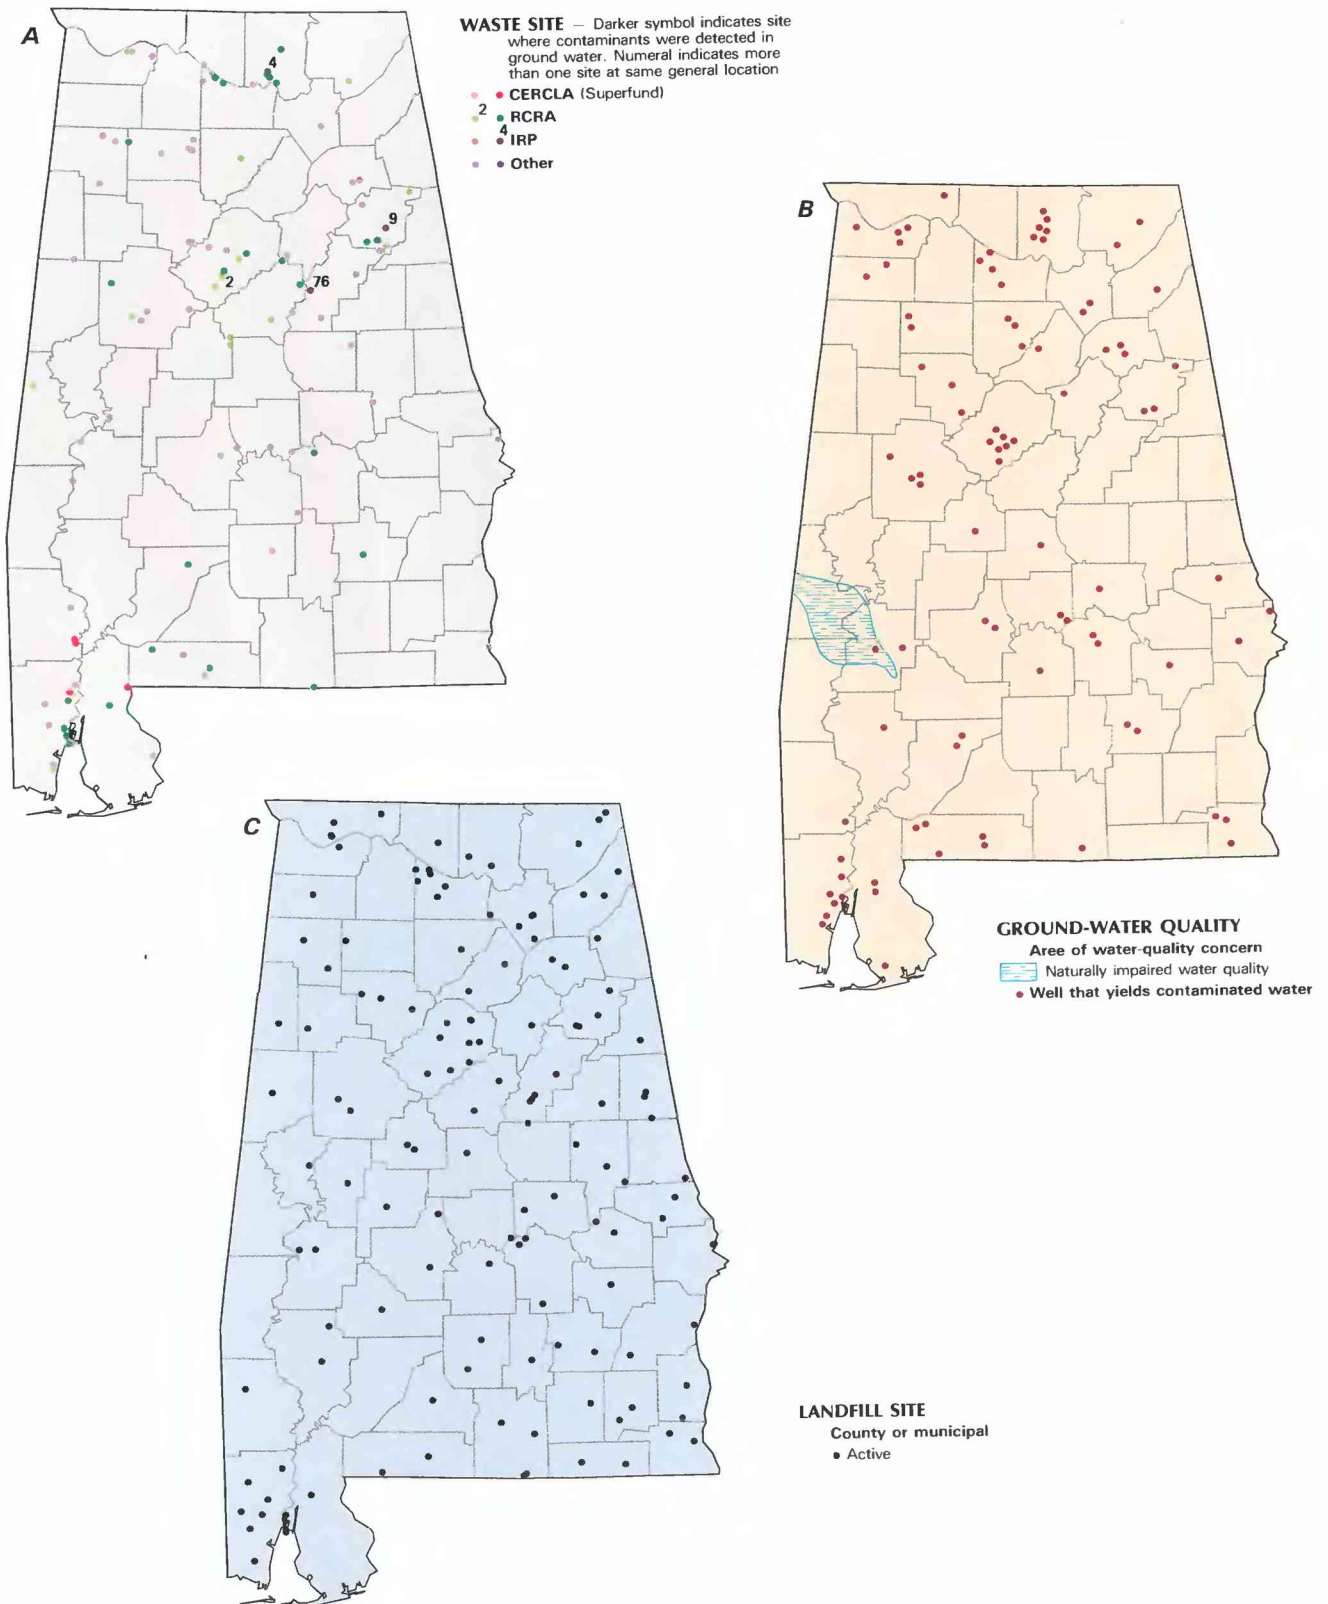 A
WASTE SITE — Darker symbol indicates site
where contaminants were detected in
ground water. Numeral indicates more
than one site at same general location
CERCLA (Superfund)
2 RCRA
4 IRP
Other
4
9
2
76
B
GROUND-WATER QUALITY
Area of water-quality concern
Naturally impaired water quality
Well that yields contaminated water
C
LANDFILL SITE
County or municipal
Active